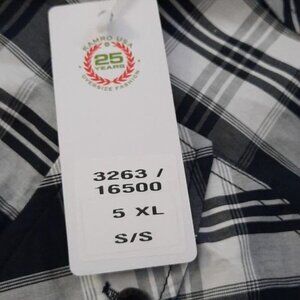 KAMRO-USA
25
YEARS
OVERSIZE FASHION
3263 /
16500
5 XL
S/S